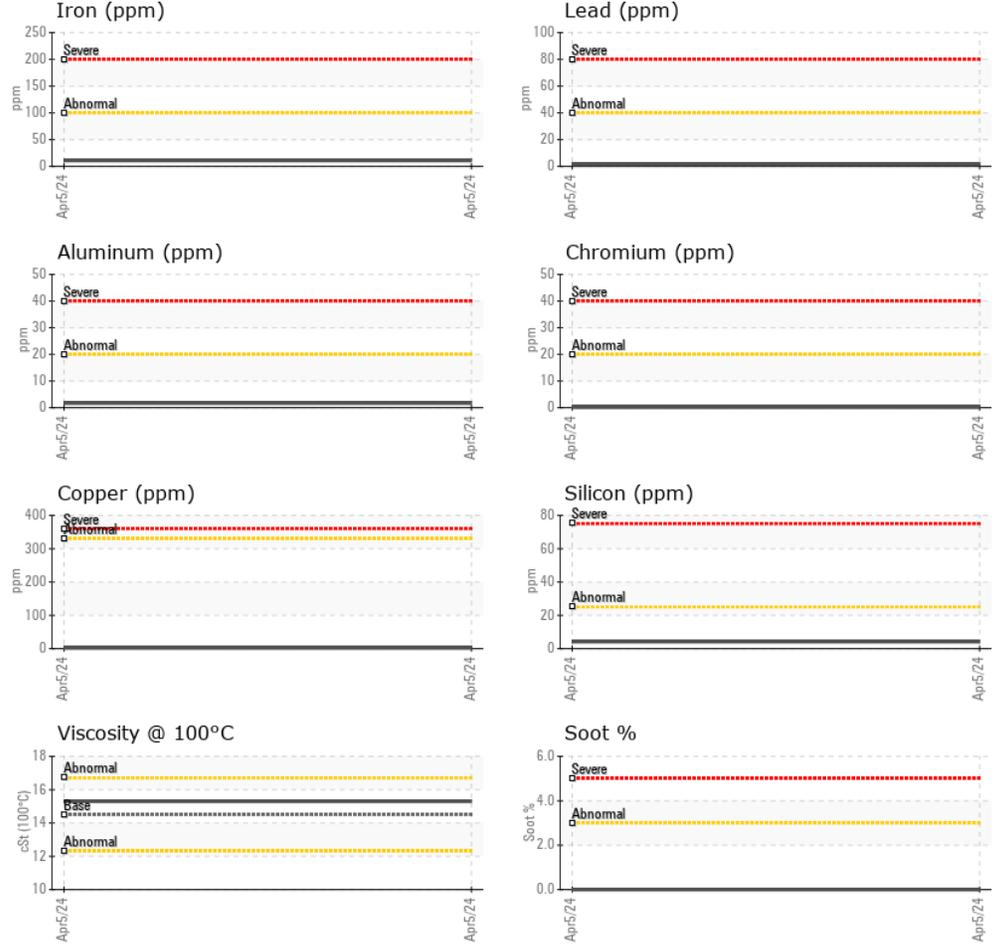 Iron (ppm)
250
200
150
100
50
0
ppm
Severe
Abnormal
Apr5/24
Apr5/24
Lead (ppm)
100
80
60
40
20
0
ppm
Severe
Abnormal
Apr5/24
Apr5/24
Aluminum (ppm)
50
40
30
20
10
0
ppm
Severe
Abnormal
Apr5/24
Apr5/24
Chromium (ppm)
50
40
30
20
10
0
ppm
Severe
Abnormal
Apr5/24
Apr5/24
Copper (ppm)
400
300
200
100
0
ppm
Severe
Abnormal
Apr5/24
Apr5/24
Silicon (ppm)
80
60
40
20
0
ppm
Severe
Abnormal
Apr5/24
Apr5/24
Viscosity @ 100°C
18
16
14
12
10
cSt (100°C)
Abnormal
Base
Abnormal
Apr5/24
Apr5/24
Soot %
6.0
4.0
2.0
0.0
Soot %
Severe
Abnormal
Apr5/24
Apr5/24